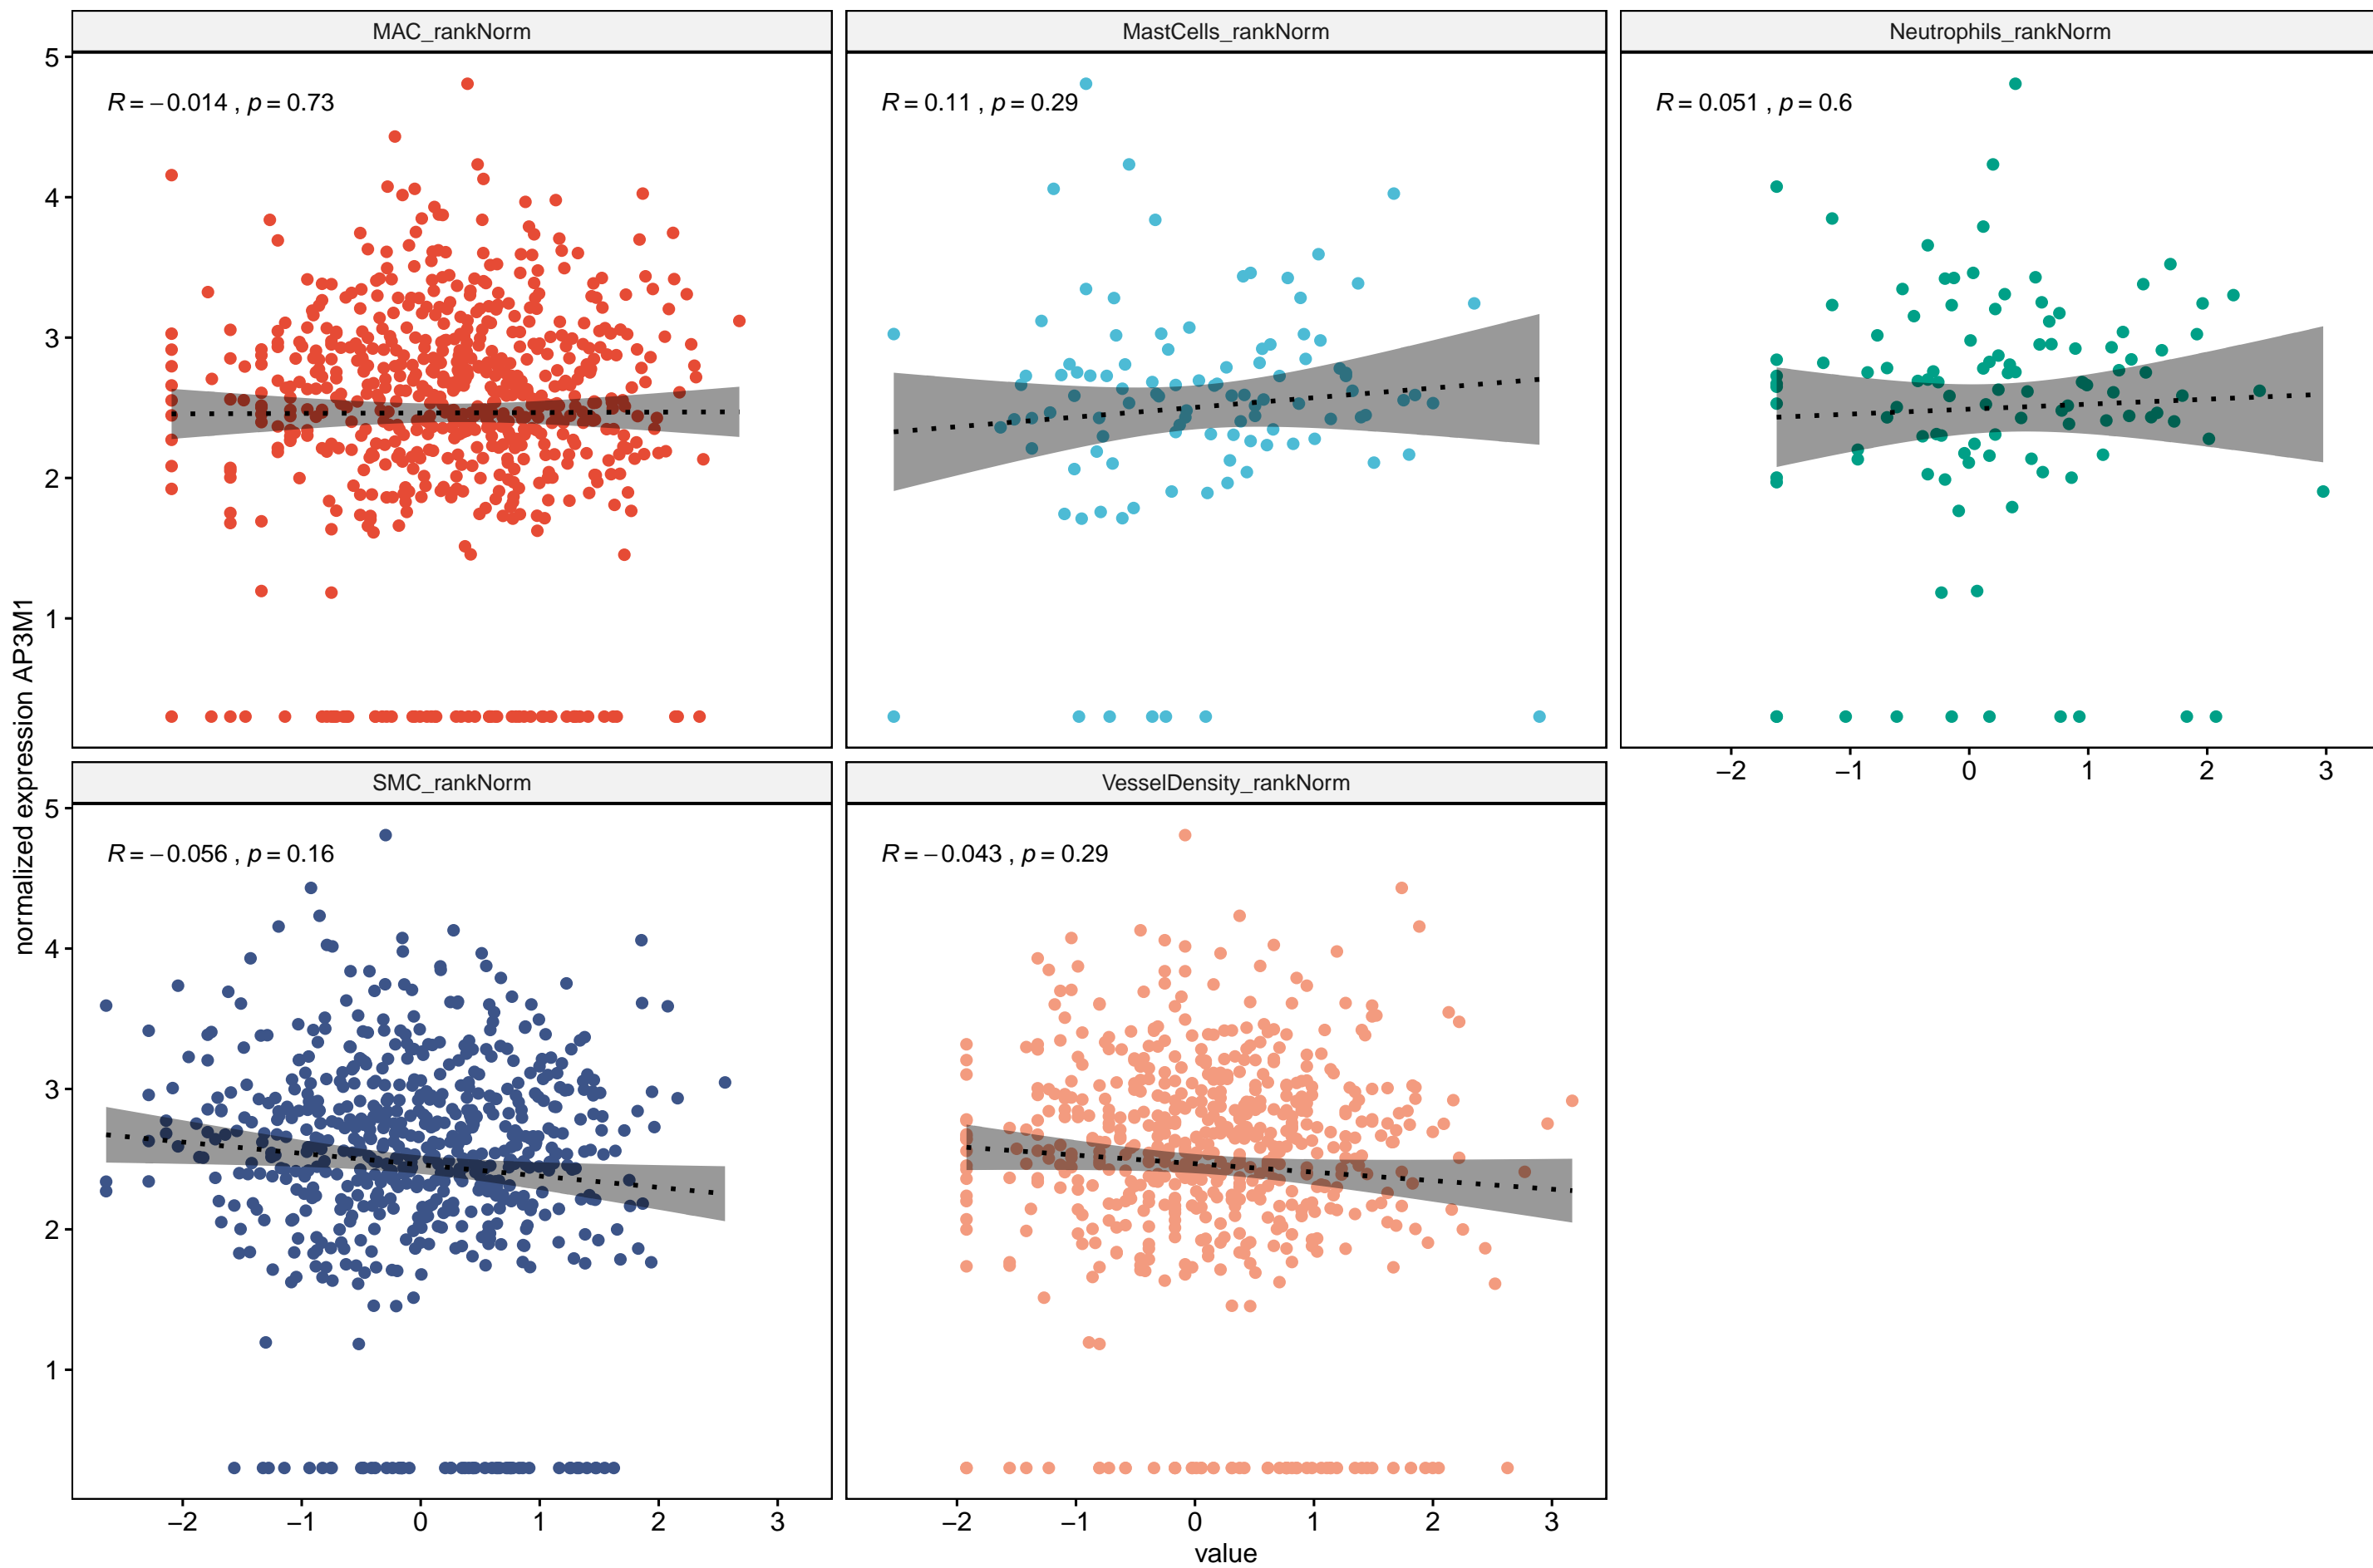 MAC_rankNorm
MastCells_rankNorm
Neutrophils_rankNorm
R = −0.014 , p = 0.73
R = 0.11 , p = 0.29
R = 0.051 , p = 0.6
5
4
3
2
1
−2 −1 0 1 2 3
SMC_rankNorm
VesselDensity_rankNorm
R = −0.056 , p = 0.16
R = −0.043 , p = 0.29
5
4
3
2
1
−2 −1 0 1 2 3
−2 −1 0 1 2 3
value
normalized expression AP3M1